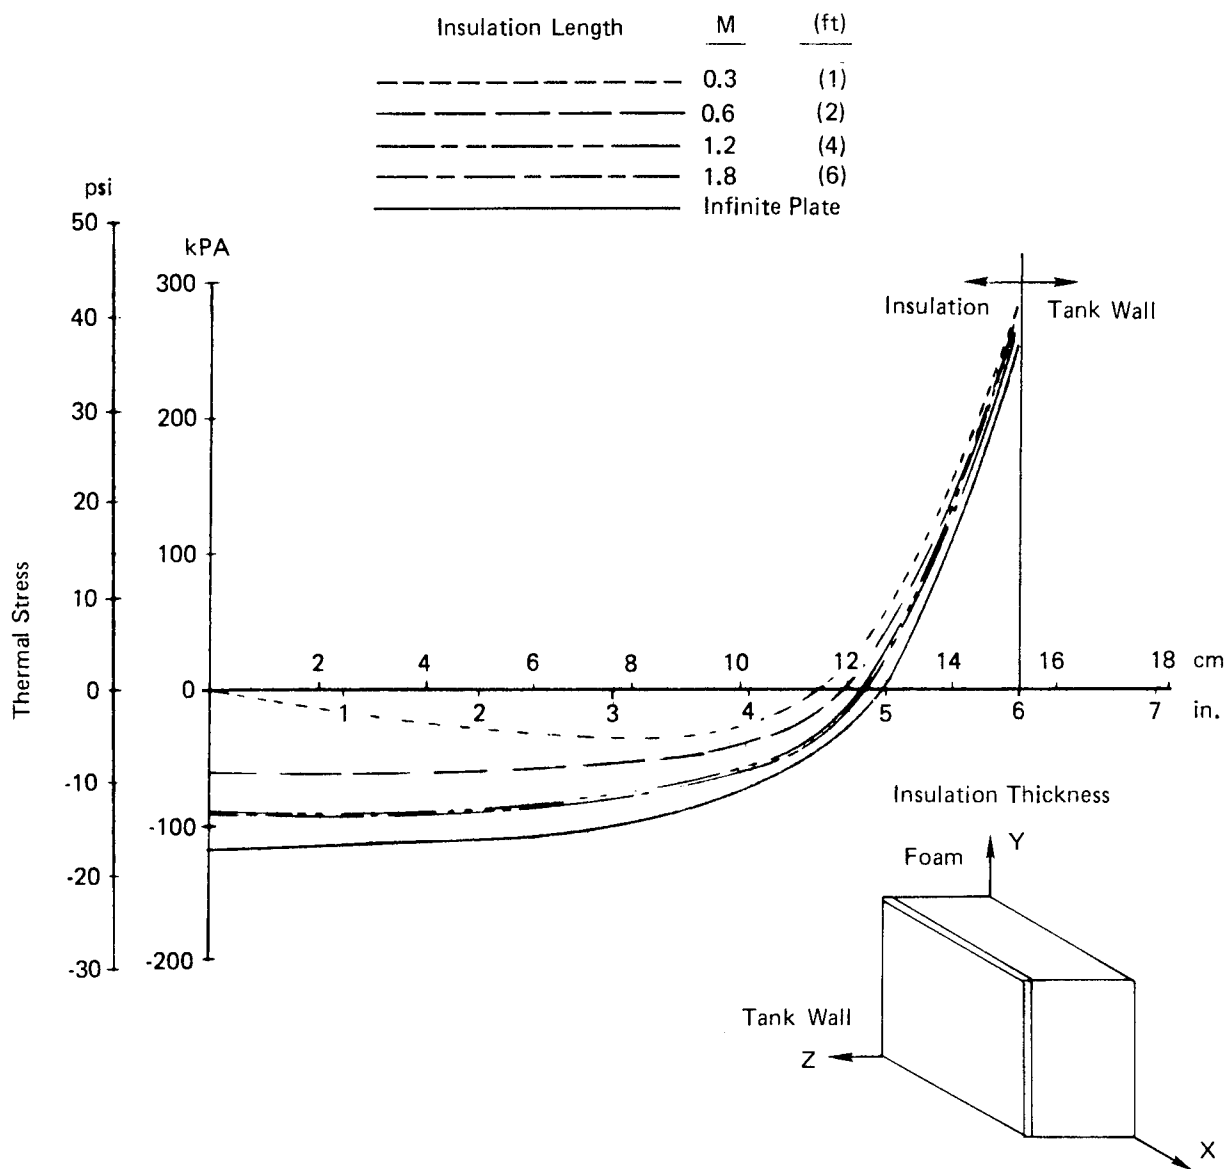 Insulation Length M (ft)
0.3 (1)
0.6 (2)
1.2 (4)
1.8 (6)
Infinite Plate
psi
50
40
30
20
10
0
-10
-20
-30
kPA
300
200
100
0
-100
-200
Thermal Stress
Insulation Tank Wall
2 4 6 8 10 12 14 16 18 cm
1 2 3 4 5 6 7 in.
Insulation Thickness
Foam Y
Tank Wall
Z
X